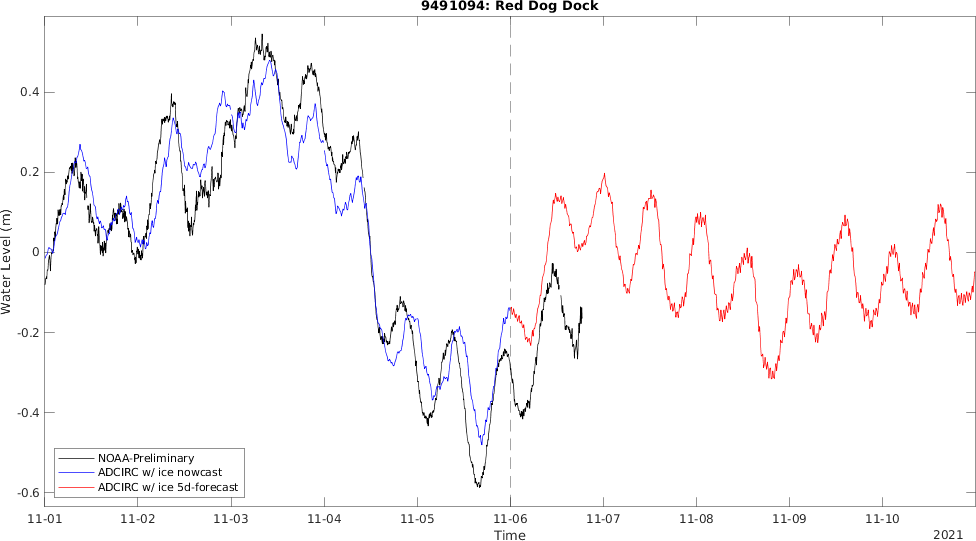 9491094: Red Dog Dock
Water Level (m)
0.4
0.2
0
-0.2
-0.4
-0.6
NOAA-Preliminary
ADCIRC w/ ice nowcast
ADCIRC w/ ice 5d-forecast
11-01 11-02 11-03 11-04 11-05 11-06 11-07 11-08 11-09 11-10
Time
2021